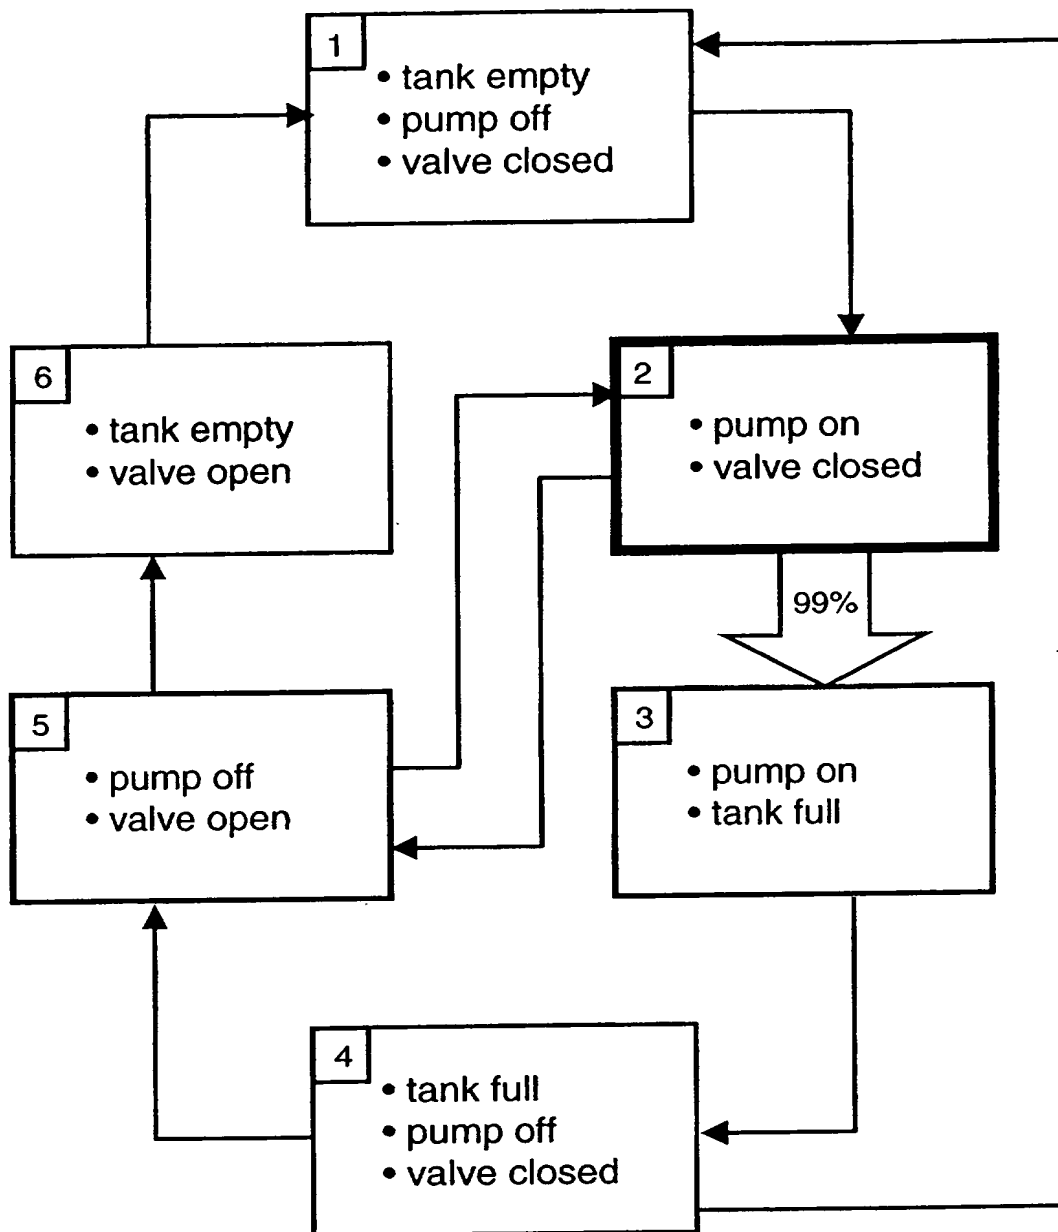 1
• tank empty
• pump off
• valve closed
6
• tank empty
• valve open
2
• pump on
• valve closed
99%
5
• pump off
• valve open
3
• pump on
• tank full
4
• tank full
• pump off
• valve closed